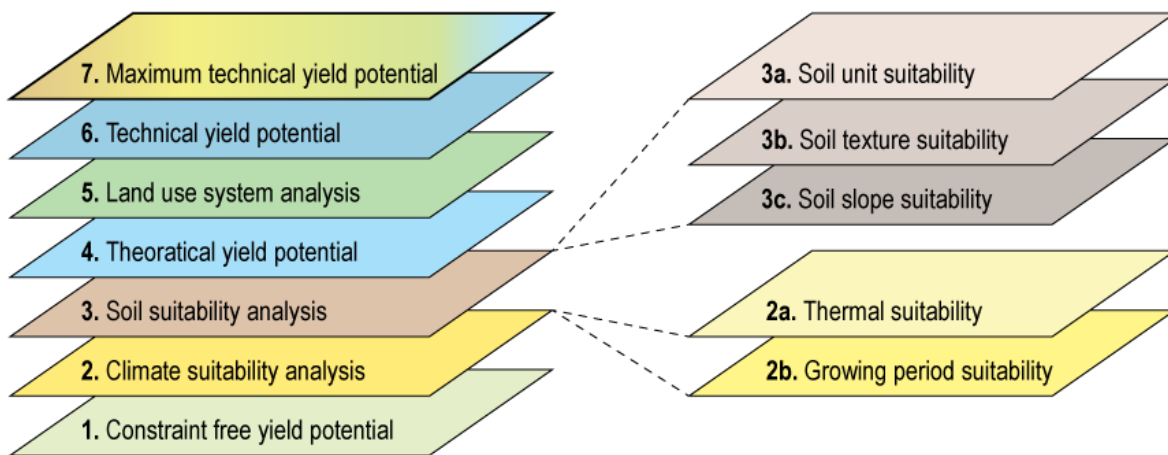 7. Maximum technical yield potential
6. Technical yield potential
5. Land use system analysis
4. Theoratical yield potential
3. Soil suitability analysis
2. Climate suitability analysis
1. Constraint free yield potential
3a. Soil unit suitability
3b. Soil texture suitability
3c. Soil slope suitability
2a. Thermal suitability
2b. Growing period suitability